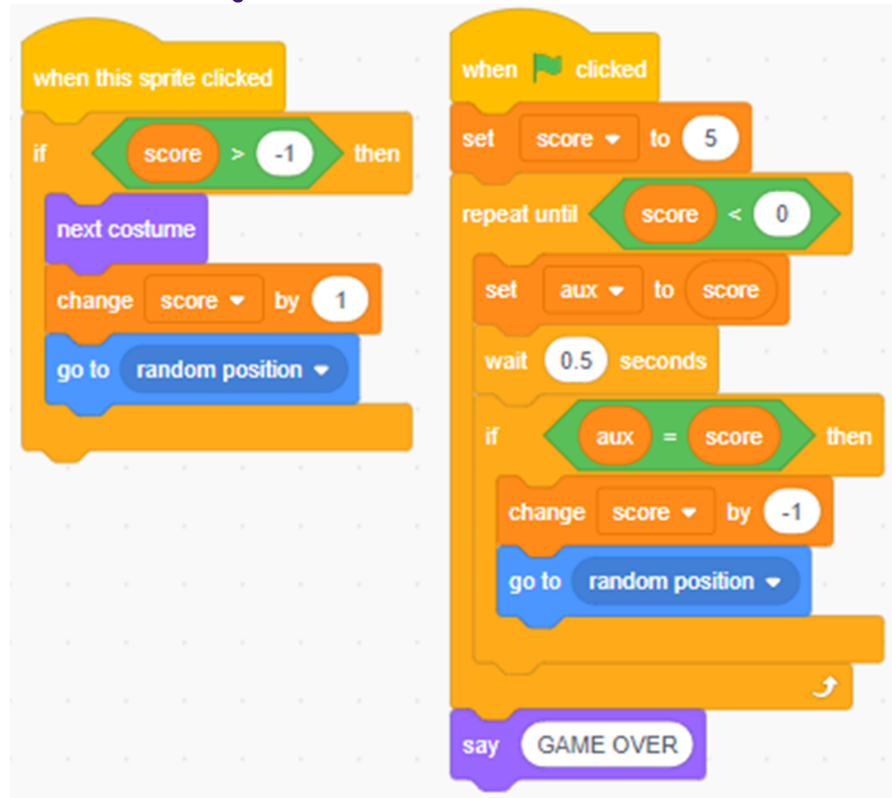 when this sprite clicked
if score > -1 then
next costume
change score by 1
go to random position
when clicked
set score to 5
repeat until score < 0
set aux to score
wait 0.5 seconds
if aux = score then
change score by -1
go to random position
say GAME OVER